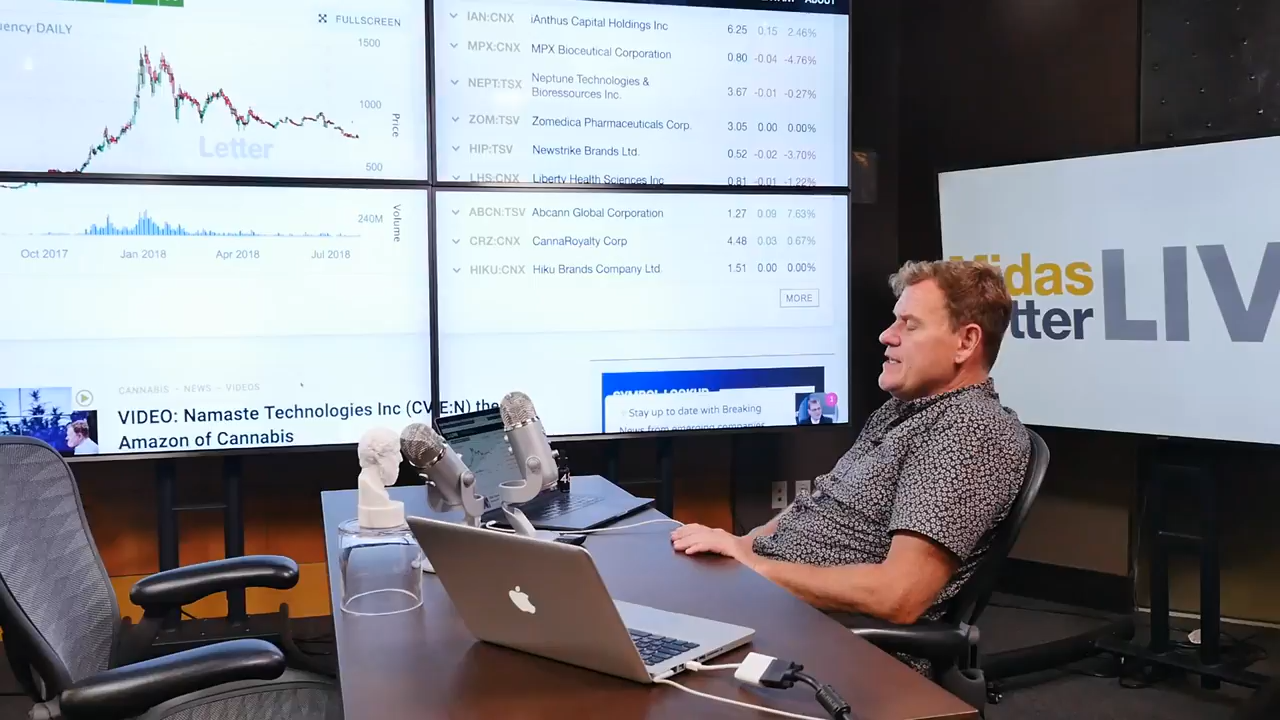 uency DAILY
FULLSCREEN
1500
1000
500
Price
Letter
240M
Volume
Oct 2017 Jan 2018 Apr 2018 Jul 2018
CANNABIS - NEWS - VIDEOS
VIDEO: Namaste Technologies Inc (CVE:N) the
Amazon of Cannabis
ABOUT
IAN:CNX iAnthus Capital Holdings Inc 6.25 0.15 2.46%
MPX:CNX MPX Bioceutical Corporation 0.80 -0.04 -4.76%
NEPT:TSX Neptune Technologies &
Bioressources Inc. 3.67 -0.01 -0.27%
ZOM:TSV Zomedica Pharmaceuticals Corp. 3.05 0.00 0.00%
HIP:TSV Newstrike Brands Ltd. 0.52 -0.02 -3.70%
LHS:CNX Liberty Health Sciences Inc 0.81 -0.01 -1.22%
ABCN:TSV Abcann Global Corporation 1.27 0.09 7.63%
CRZ:CNX CannaRoyalty Corp 4.48 0.03 0.67%
HIKU:CNX Hiku Brands Company Ltd. 1.51 0.00 0.00%
MORE
SYMBOL LOOKUP
Stay up to date with Breaking
News from emerging companies
Midas
tter LIV